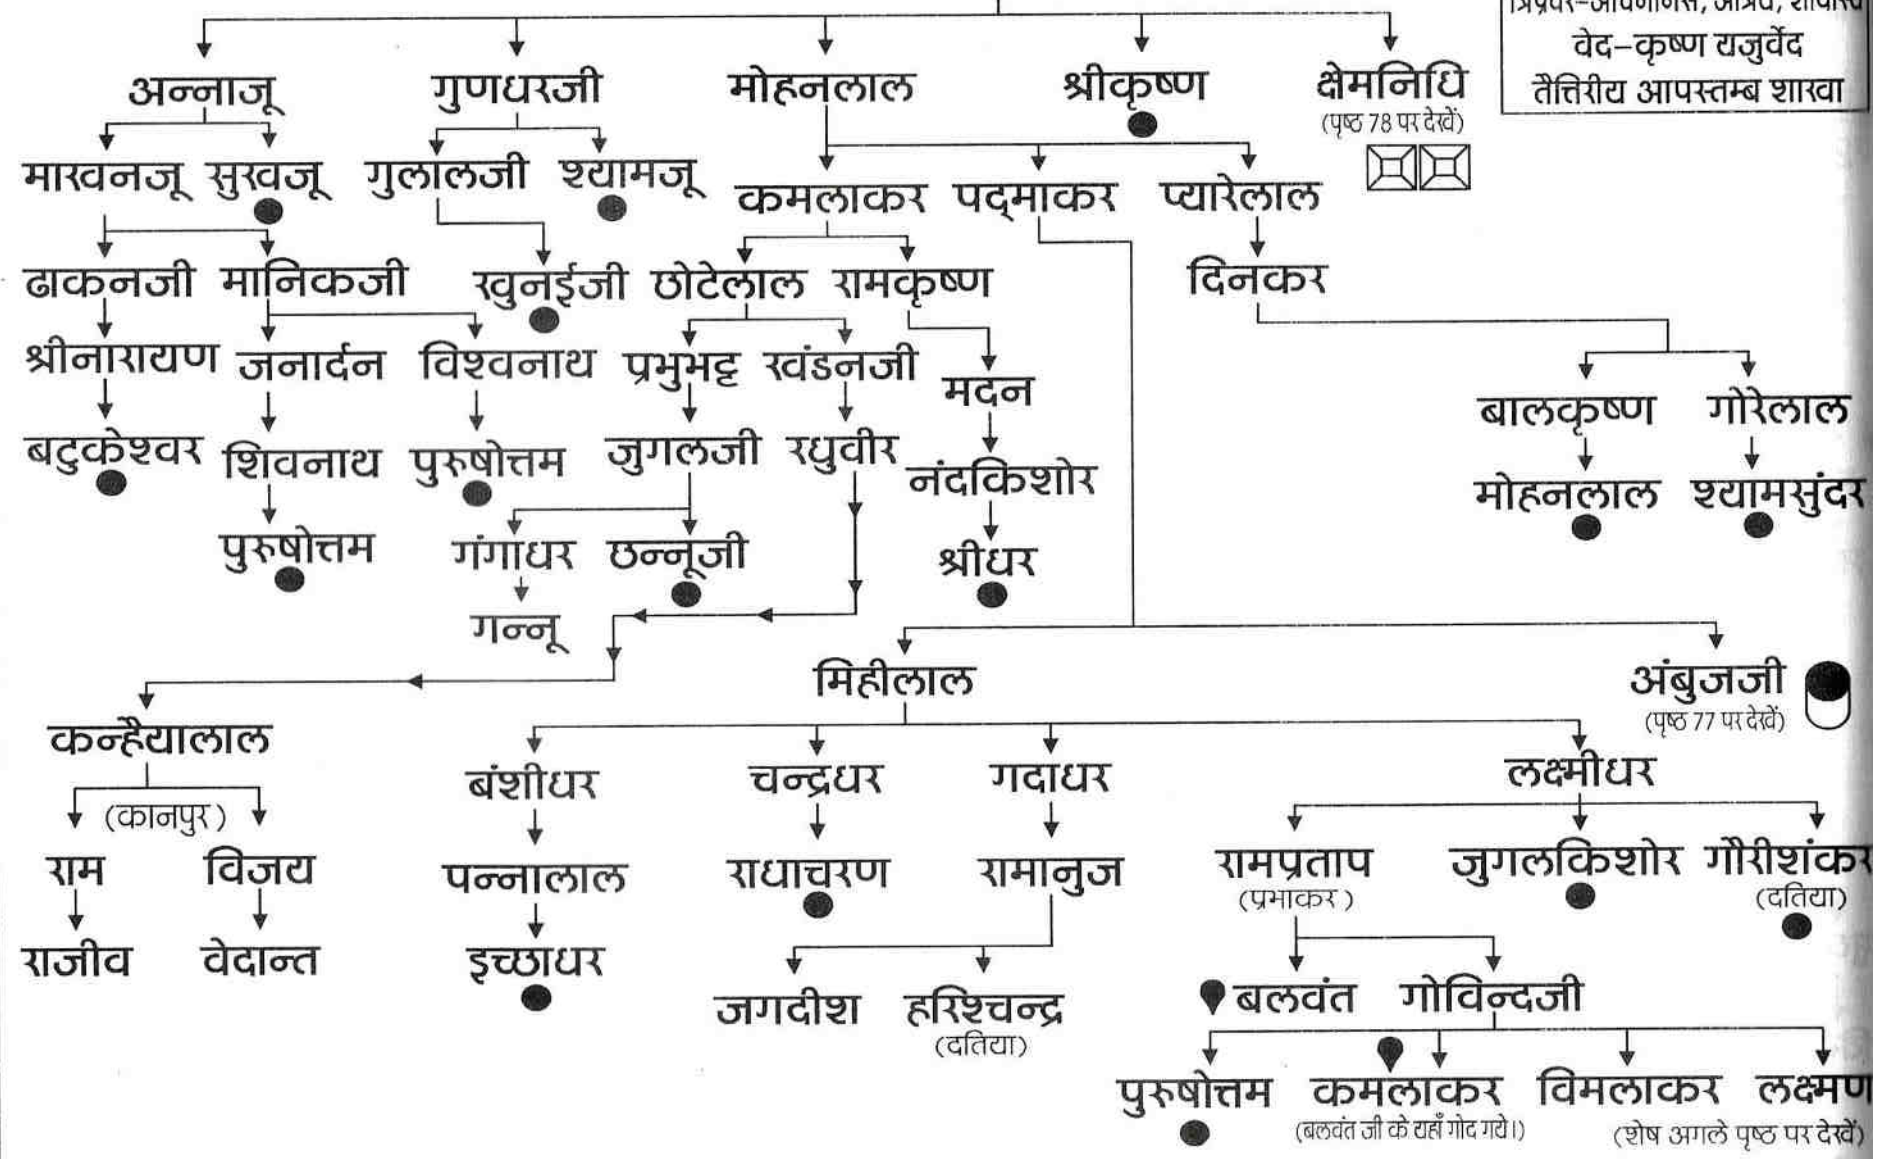 वेद–कृष्ण यजुर्वेद
तैत्तिरीय आपस्तम्ब शाखा
अन्नाजू गुणधरजी मोहनलाल श्रीकृष्ण क्षेमनिधि
(पृष्ठ 78 पर देखें)
माखनजू सुखजू गुलालजी श्यामजू कमलाकर पद्माकर प्यारेलाल
ढाकनजी मानिकजी खुनईजी छोटेलाल रामकृष्ण दिनकर
श्रीनारायण जनार्दन विश्वनाथ प्रभुभट्ट खंडनजी मदन
बालकृष्ण गोरेलाल
बटुकेश्वर शिवनाथ पुरुषोत्तम जुगलजी रघुवीर नंदकिशोर
मोहनलाल श्यामसुंदर
पुरुषोत्तम गंगाधर छन्नूजी श्रीधर
गन्नू
मिहीलाल अंबुजजी
(पृष्ठ 77 पर देखें)
कन्हैयालाल
(कानपुर)
बंशीधर चन्द्रधर गदाधर लक्ष्मीधर
राम विजय पन्नालाल राधाचरण रामानुज रामप्रताप जुगलकिशोर गौरीशंकर
(प्रभाकर) (दतिया)
राजीव वेदान्त इच्छाधर
जगदीश हरिश्चन्द्र बलवंत गोविन्दजी
(दतिया)
पुरुषोत्तम कमलाकर विमलाकर लक्ष्मण
(बलवंत जी के यहाँ गोद गये।) (शेष अगले पृष्ठ पर देखें)